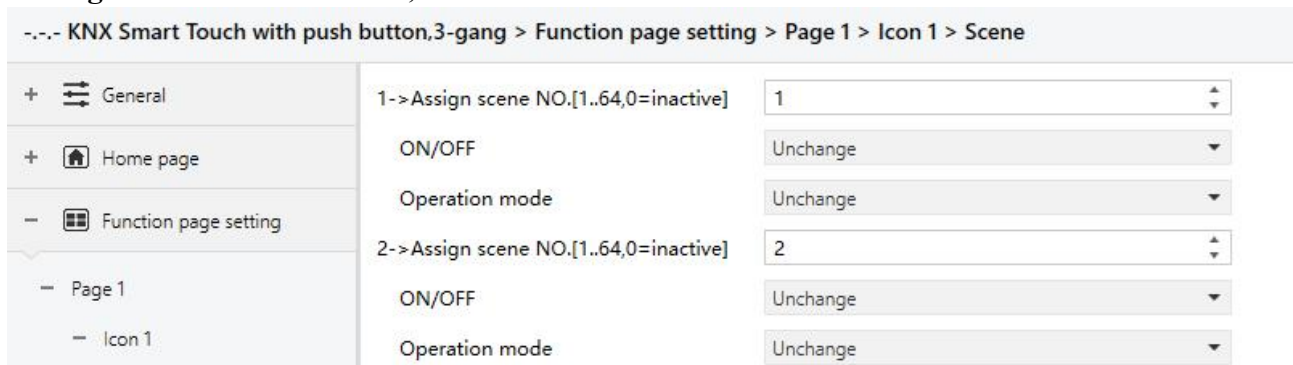 -.-.- KNX Smart Touch with push button,3-gang > Function page setting > Page 1 > Icon 1 > Scene
+ General
+ Home page
− Function page setting
− Page 1
− Icon 1
1->Assign scene NO.[1..64,0=inactive] 1
ON/OFF Unchange
Operation mode Unchange
2->Assign scene NO.[1..64,0=inactive] 2
ON/OFF Unchange
Operation mode Unchange